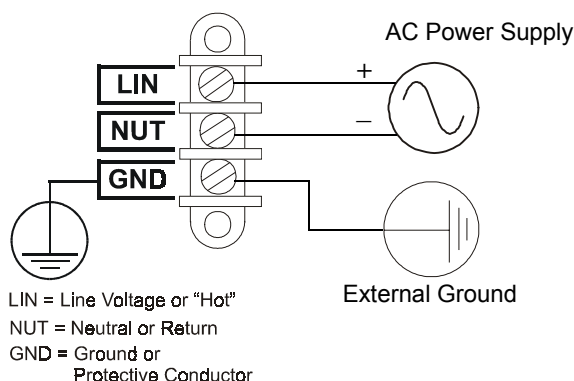 AC Power Supply
LIN
+
NUT
–
GND
External Ground
LIN = Line Voltage or “Hot”
NUT = Neutral or Return
GND = Ground or
Protective Conductor